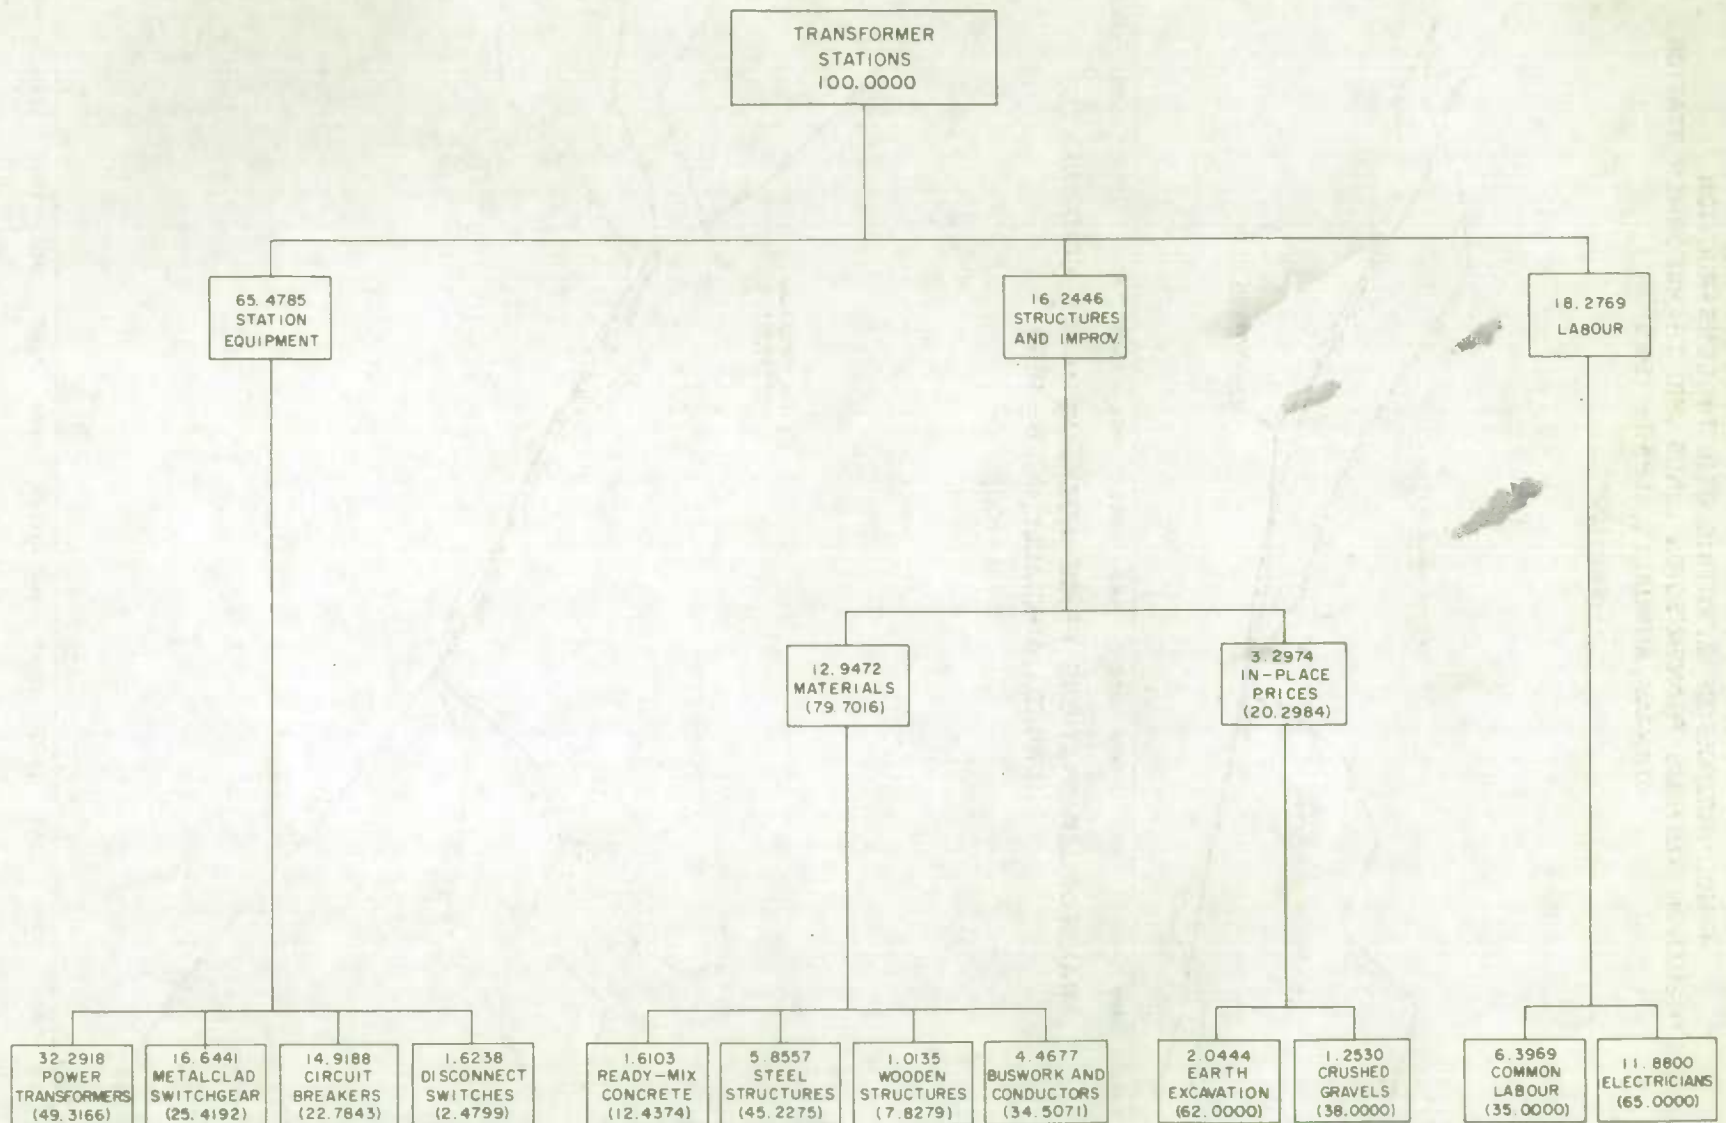 TRANSFORMER
STATIONS
100.0000
65.4785
STATION
EQUIPMENT
16.2446
STRUCTURES
AND IMPROV.
18.2769
LABOUR
12.9472
MATERIALS
(79.7016)
3.2974
IN-PLACE
PRICES
(20.2984)
32.2918
POWER
TRANSFORMERS
(49.3166)
16.6441
METALCLAD
SWITCHGEAR
(25.4192)
14.9188
CIRCUIT
BREAKERS
(22.7843)
1.6238
DISCONNECT
SWITCHES
(2.4799)
1.6103
READY-MIX
CONCRETE
(12.4374)
5.8557
STEEL
STRUCTURES
(45.2275)
1.0135
WOODEN
STRUCTURES
(7.8279)
4.4677
BUSWORK AND
CONDUCTORS
(34.5071)
2.0444
EARTH
EXCAVATION
(62.0000)
1.2530
CRUSHED
GRAVELS
(38.0000)
6.3969
COMMON
LABOUR
(35.0000)
11.8800
ELECTRICIANS
(65.0000)